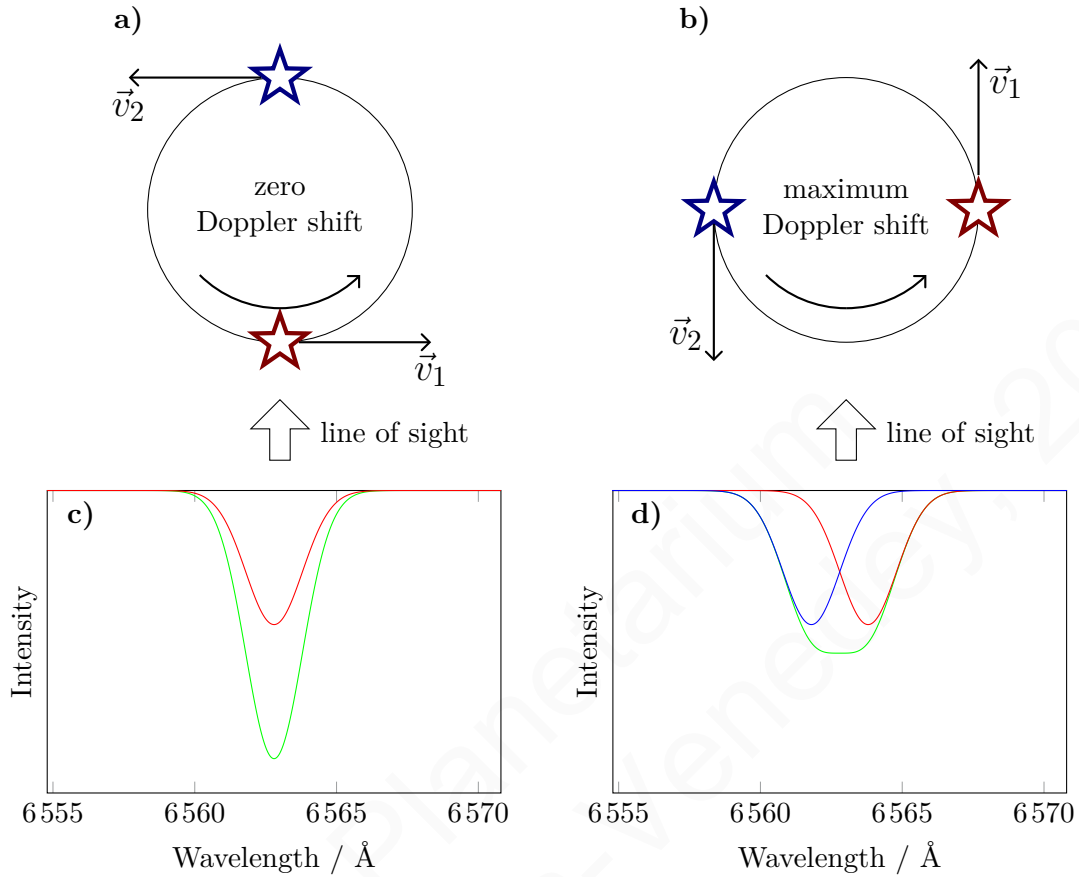 a)
v⃗2
zero
Doppler shift
v⃗1
line of sight
b)
v⃗1
maximum
Doppler shift
v⃗2
line of sight
c)
Intensity
6 555
6 560
6 565
6 570
Wavelength / Å
d)
Intensity
6 555
6 560
6 565
6 570
Wavelength / Å
Planetarium